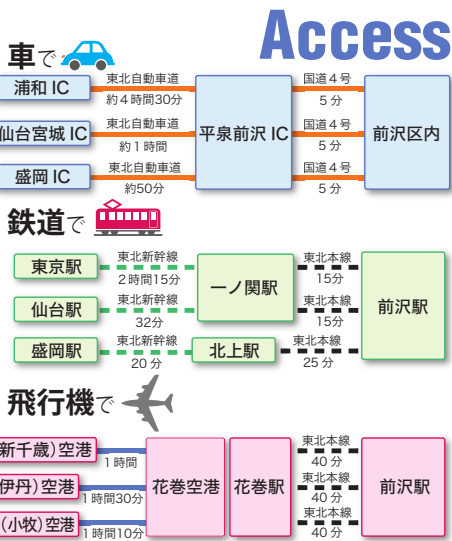 Access
車で
浦和 IC
東北自動車道
約4時間30分
平泉前沢 IC
国道4号
5分
前沢区内
仙台宮城 IC
東北自動車道
約1時間
国道4号
5分
盛岡 IC
東北自動車道
約50分
国道4号
5分
鉄道で
東京駅
東北新幹線
2時間15分
一ノ関駅
東北本線
15分
前沢駅
仙台駅
東北新幹線
32分
東北本線
15分
盛岡駅
東北新幹線
20分
北上駅
東北本線
25分
飛行機で
新千歳)空港
1時間
花巻空港
花巻駅
東北本線
40分
前沢駅
伊丹)空港
1時間30分
東北本線
40分
(小牧)空港
1時間10分
東北本線
40分